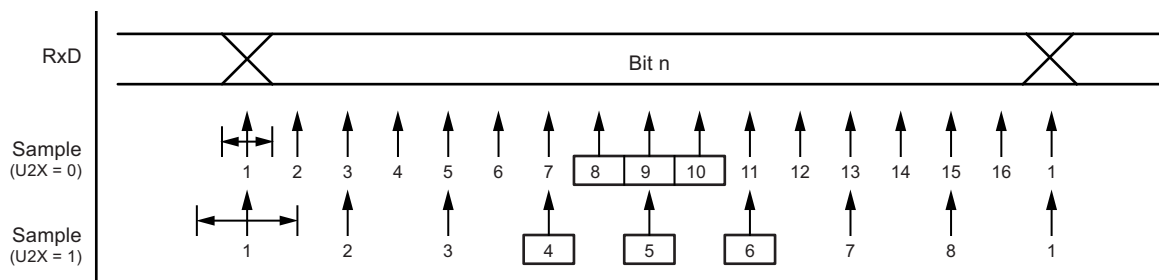 RxD
Bit n
Sample
(U2X = 0)
1 2 3 4 5 6 7 8 9 10 11 12 13 14 15 16 1
Sample
(U2X = 1)
1 2 3 4 5 6 7 8 1